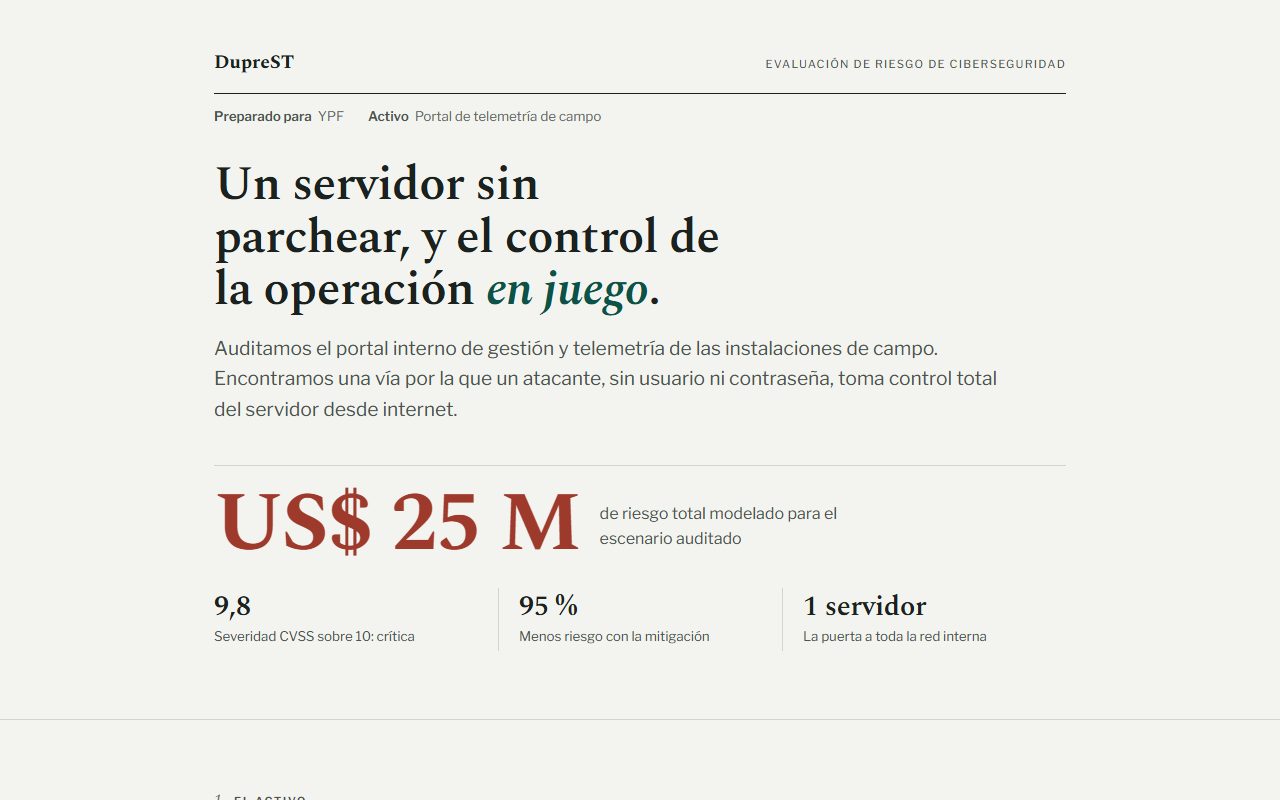 DupreST
EVALUACIÓN DE RIESGO DE CIBERSEGURIDAD
Preparado para YPF Activo Portal de telemetría de campo
Un servidor sin
parchear, y el control de
la operación en juego.
Auditamos el portal interno de gestión y telemetría de las instalaciones de campo.
Encontramos una vía por la que un atacante, sin usuario ni contraseña, toma control total
del servidor desde internet.
US$ 25 M
de riesgo total modelado para el
escenario auditado
9,8
Severidad CVSS sobre 10: crítica
95 %
Menos riesgo con la mitigación
1 servidor
La puerta a toda la red interna
1 EL ACTIVO